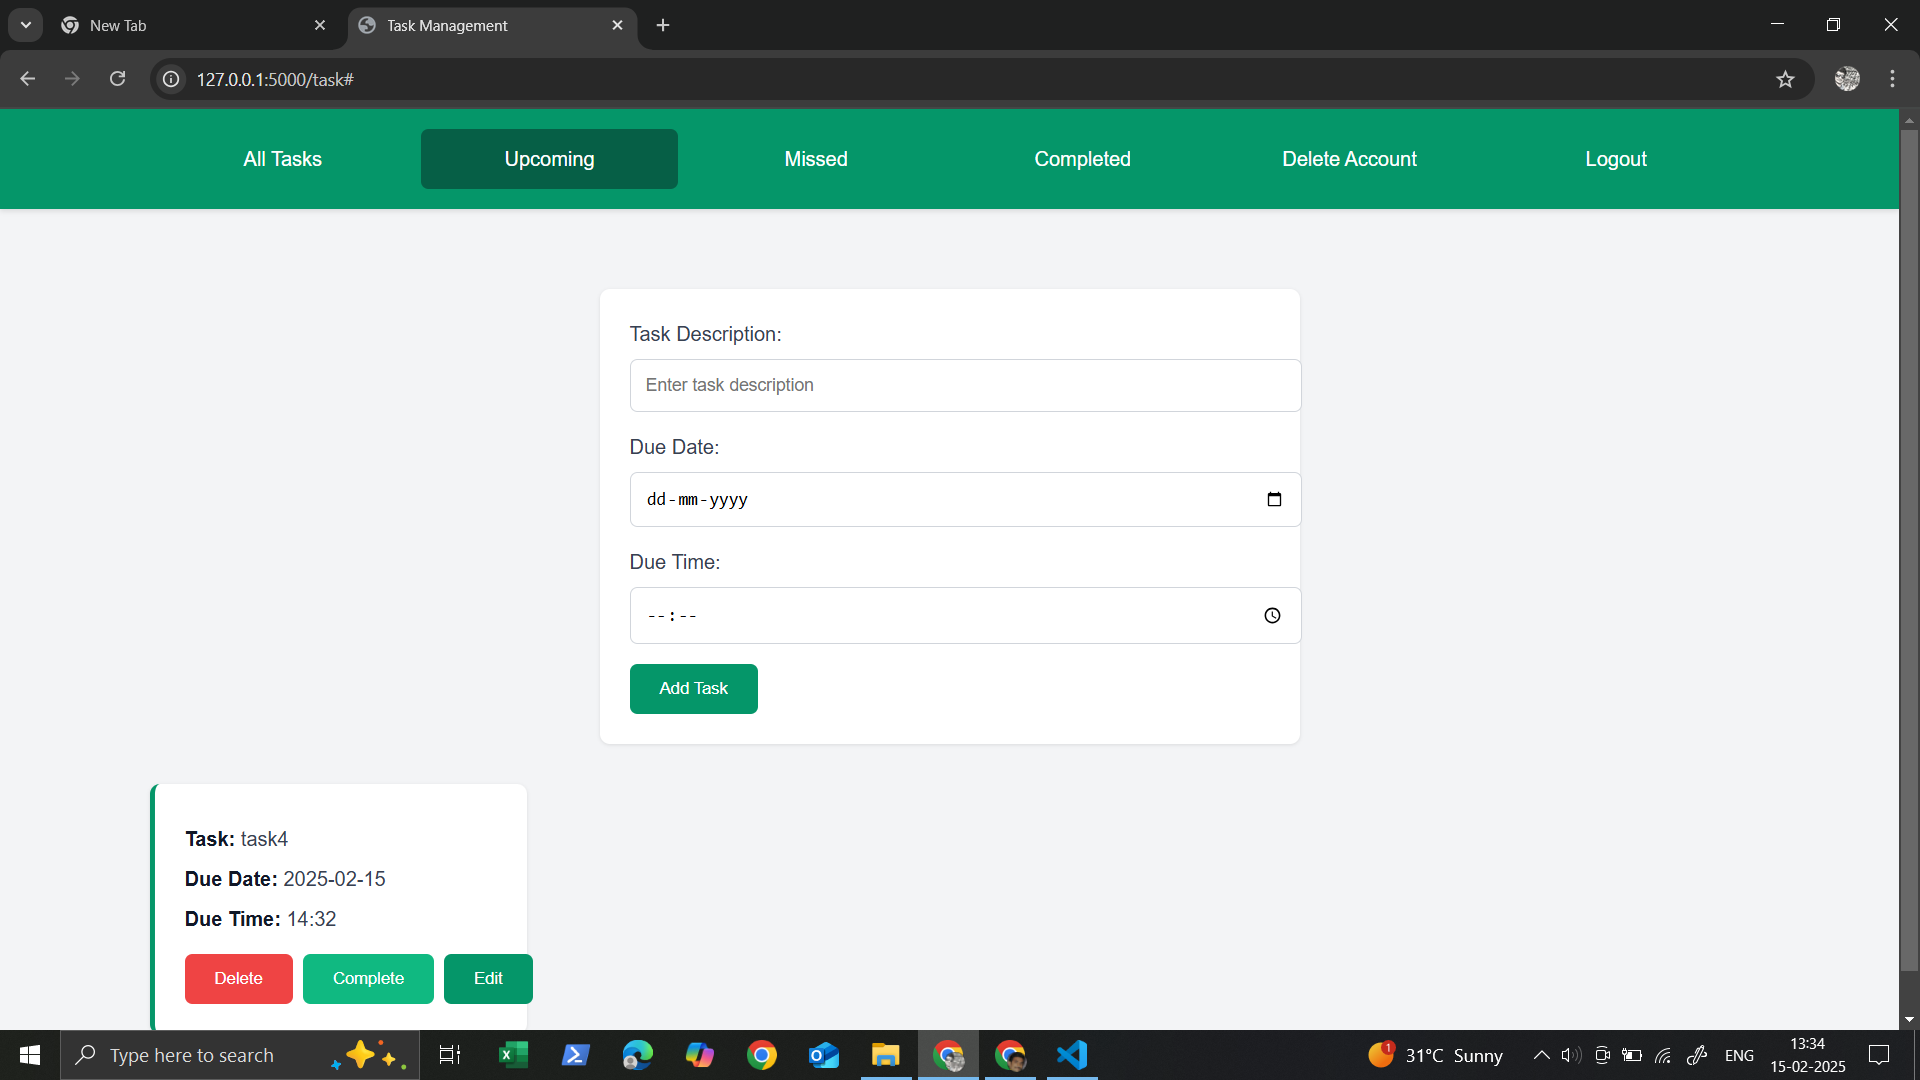 New Tab
Task Management
127.0.0.1:5000/task#
All Tasks Upcoming Missed Completed Delete Account Logout
Task Description:
Enter task description
Due Date:
dd-mm-yyyy
Due Time:
--:--
Add Task
Task: task4
Due Date: 2025-02-15
Due Time: 14:32
Delete Complete Edit
Type here to search
1
31°C Sunny
ENG
13:34
15-02-2025